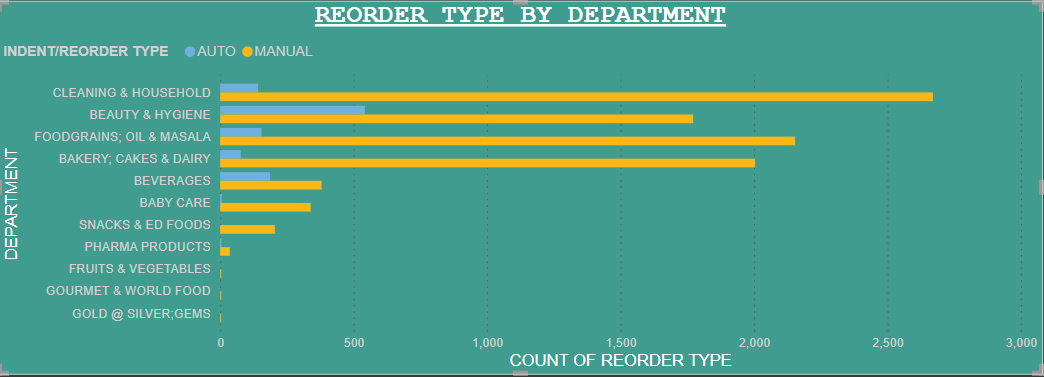 REORDER TYPE BY DEPARTMENT
INDENT/REORDER TYPE AUTO MANUAL
DEPARTMENT
CLEANING & HOUSEHOLD
BEAUTY & HYGIENE
FOODGRAINS; OIL & MASALA
BAKERY; CAKES & DAIRY
BEVERAGES
BABY CARE
SNACKS & ED FOODS
PHARMA PRODUCTS
FRUITS & VEGETABLES
GOURMET & WORLD FOOD
GOLD @ SILVER;GEMS
0 500 1,000 1,500 2,000 2,500 3,000
COUNT OF REORDER TYPE